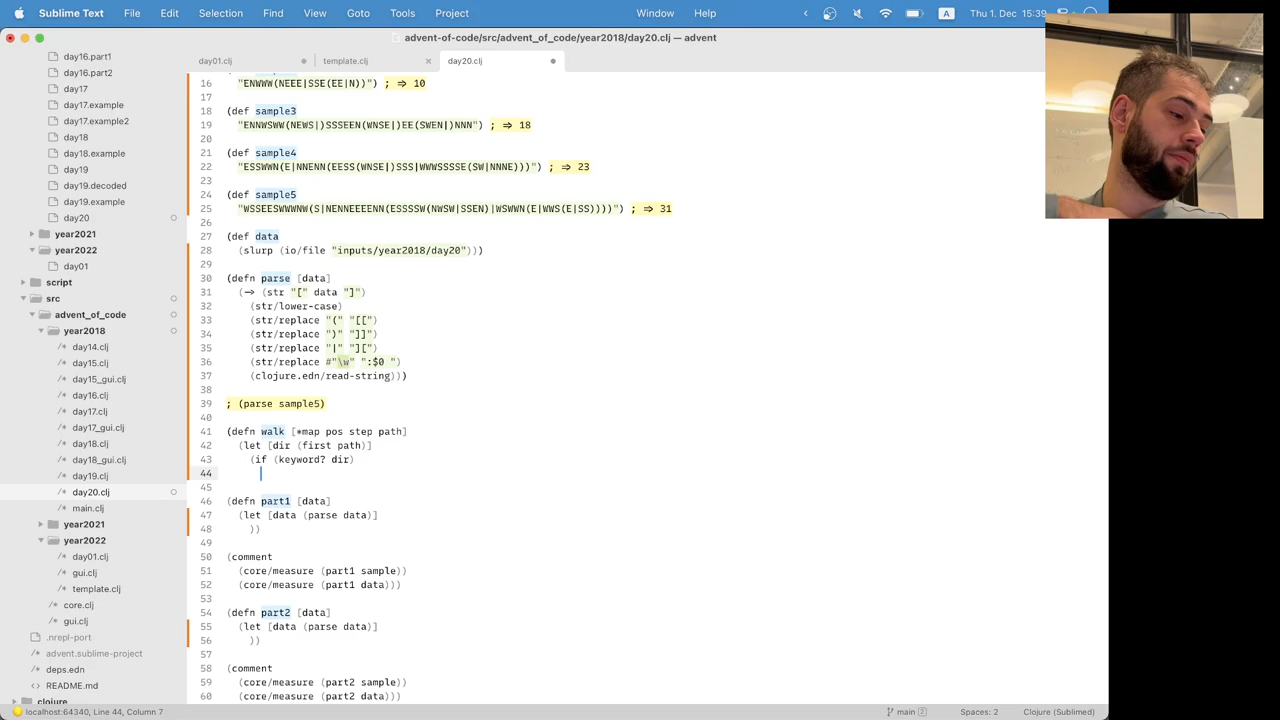 Sublime Text File Edit Selection Find View Goto Tools Project Window Help Thu 1. Dec 15:39
advent-of-code/src/advent_of_code/year2018/day20.clj — advent
day01.clj template.clj day20.clj
day16.part1
day16.part2
day17
day17.example
day17.example2
day18
day18.example
day19
day19.decoded
day19.example
day20
year2021
year2022
day01
script
src
advent_of_code
year2018
day14.clj
day15.clj
day15_gui.clj
day16.clj
day17.clj
day17_gui.clj
day18.clj
day18_gui.clj
day19.clj
day20.clj
main.clj
year2021
year2022
day01.clj
gui.clj
template.clj
core.clj
gui.clj
.nrepl-port
advent.sublime-project
deps.edn
README.md
clojure
16 "ENWWW(NEEE|SSE(EE|N))") ; => 10
17
18 (def sample3
19 "ENNWSWW(NEWS|)SSSEEN(WNSE|)EE(SWEN|)NNN") ; => 18
20
21 (def sample4
22 "ESSWWN(E|NNENN(EESS(WNSE|)SSS|WWWSSSSE(SW|NNNE)))") ; => 23
23
24 (def sample5
25 "WSSEESWWWNW(S|NENNEEEENN(ESSSSW(NWSW|SSEN)|WSWWN(E|WWS(E|SS))))") ; => 31
26
27 (def data
28 (slurp (io/file "inputs/year2018/day20")))
29
30 (defn parse [data]
31 (-> (str "[" data "]")
32 (str/lower-case)
33 (str/replace "(" "[[")
34 (str/replace ")" "]]")
35 (str/replace "|" "][")
36 (str/replace #"\w" ":$0 ")
37 (clojure.edn/read-string)))
38
39 ; (parse sample5)
40
41 (defn walk [*map pos step path]
42 (let [dir (first path)]
43 (if (keyword? dir)
44
45
46 (defn part1 [data]
47 (let [data (parse data)]
48 ))
49
50 (comment
51 (core/measure (part1 sample))
52 (core/measure (part1 data)))
53
54 (defn part2 [data]
55 (let [data (parse data)]
56 ))
57
58 (comment
59 (core/measure (part2 sample))
60 (core/measure (part2 data)))
localhost:64340, Line 44, Column 7 main 2 Spaces: 2 Clojure (Sublimed)